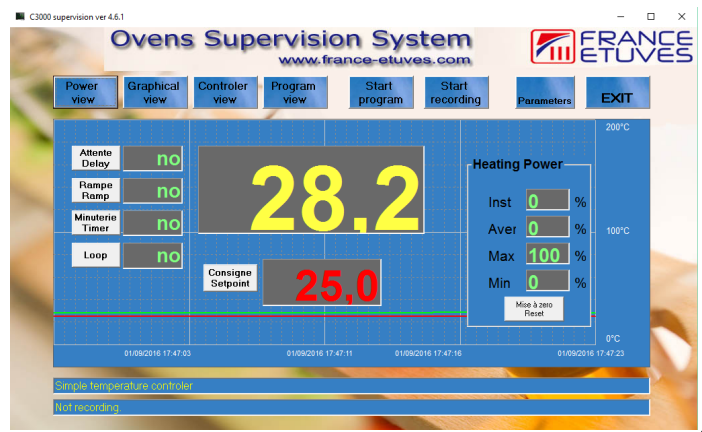 C3000 supervision ver 4.6.1
Ovens Supervision System
www.france-etuves.com
FRANCE
ETUVES
Power view
Graphical view
Controler view
Program view
Start program
Start recording
Parameters
EXIT
200°C
Attente
Delay
no
Rampe
Ramp
no
Minuterie
Timer
no
Loop
no
28,2
Consigne
Setpoint
25,0
Heating Power
Inst 0 %
Aver 0 %
Max 100 %
Min 0 %
Mise à zero
Reset
100°C
0°C
01/09/2016 17:47:03
01/09/2016 17:47:11
01/09/2016 17:47:16
01/09/2016 17:47:23
Simple temperature controler
Not recording.